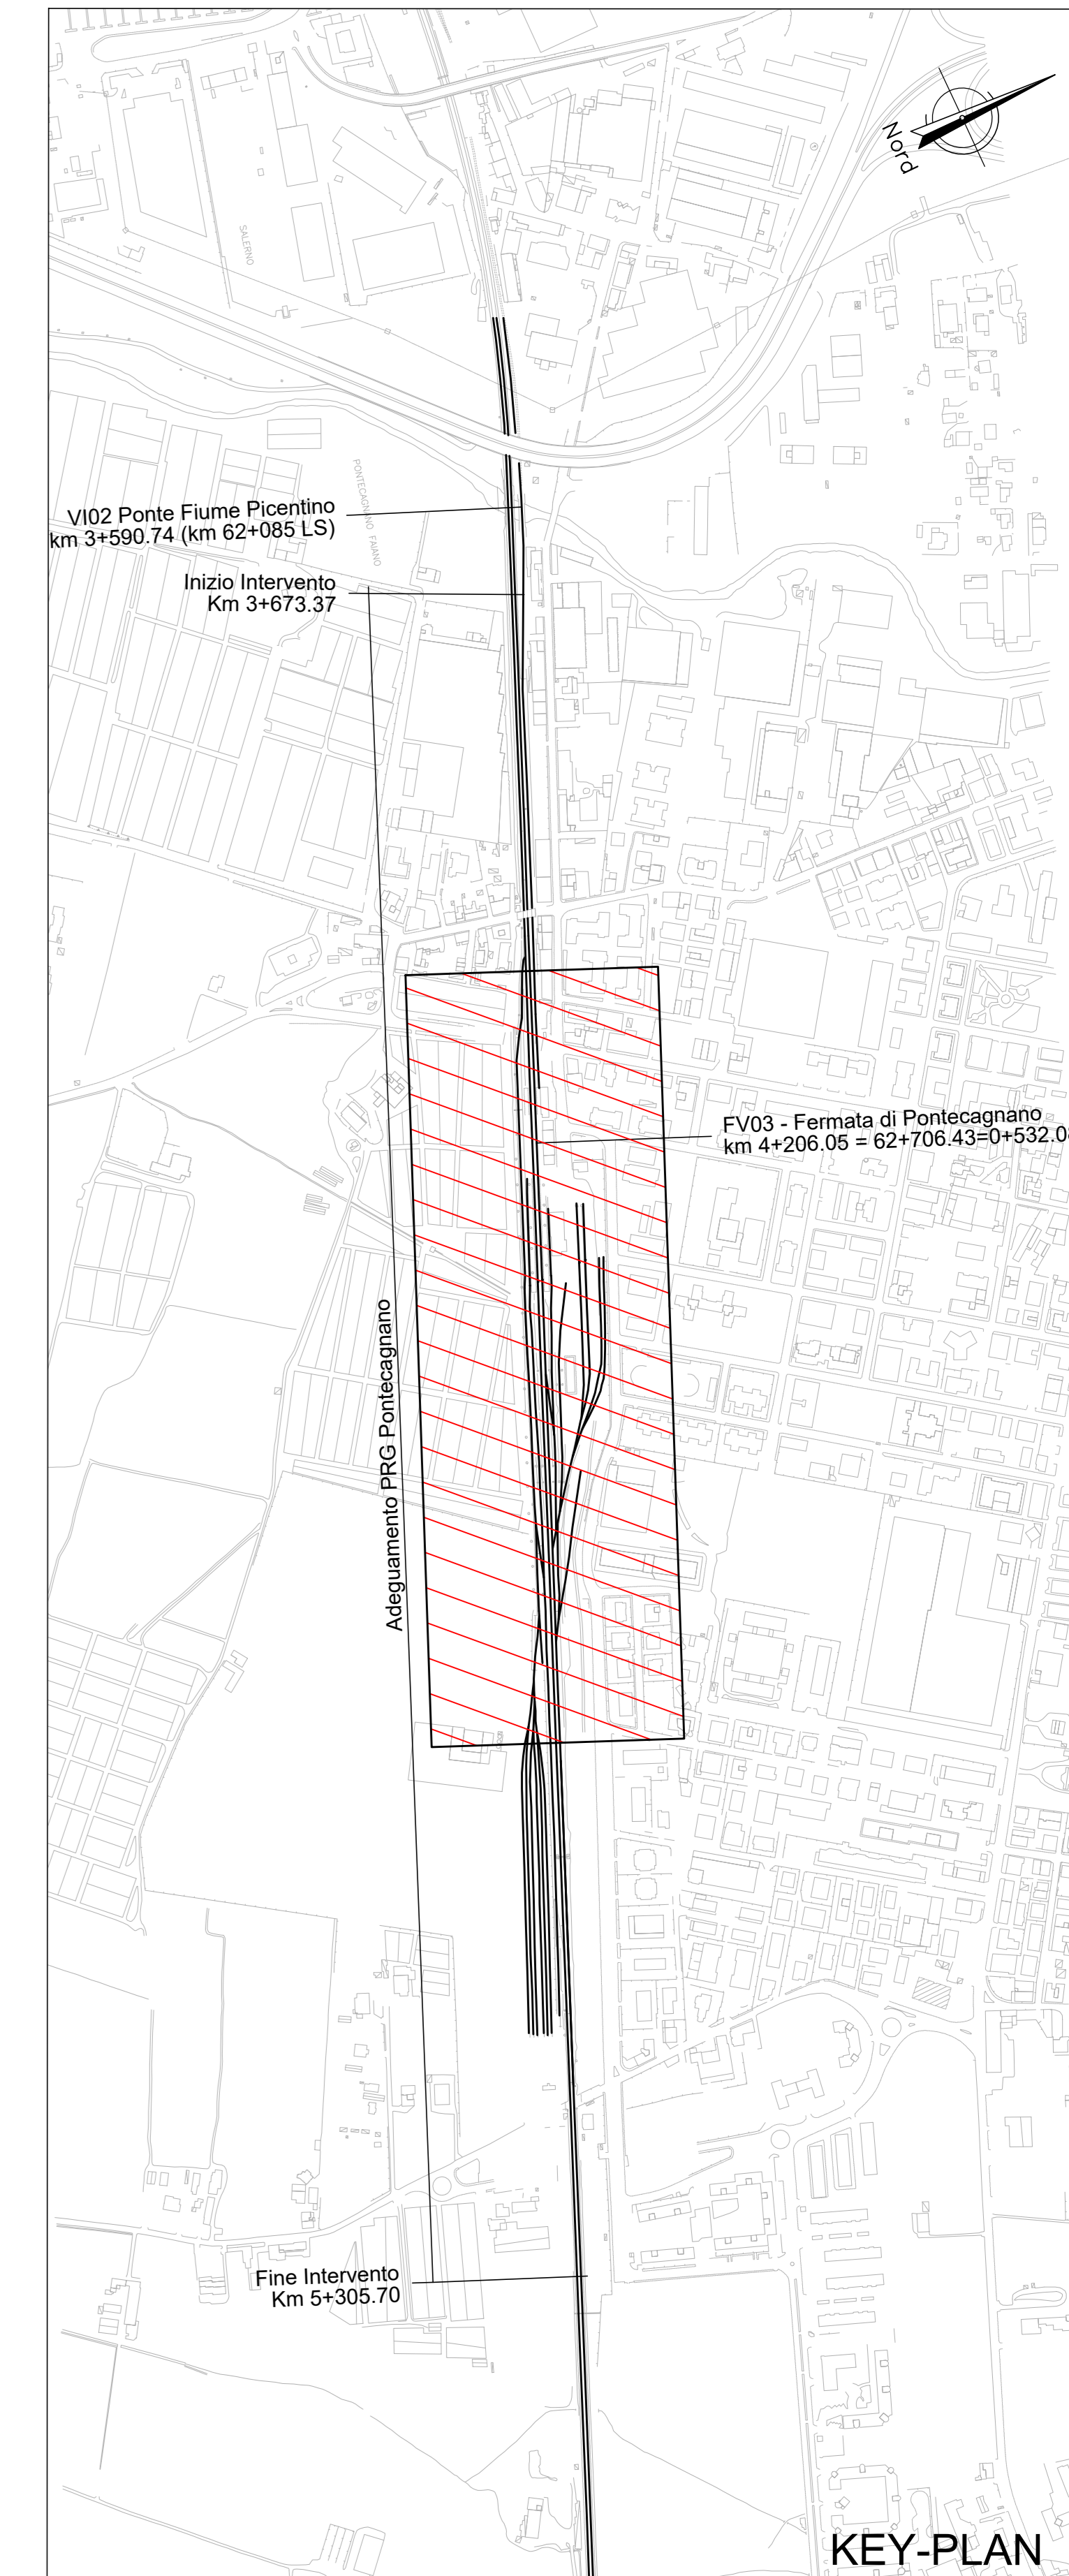 Nord
SALERNO
PONTECAGNANO FAIANO
VI02 Ponte Fiume Picentino
km 3+590.74 (km 62+085 LS)
Inizio Intervento
Km 3+673.37
FV03 - Fermata di Pontecagnano
km 4+206.05 = 62+706.43=0+532.08
Adeguamento PRG Pontecagnano
Fine Intervento
Km 5+305.70
KEY-PLAN